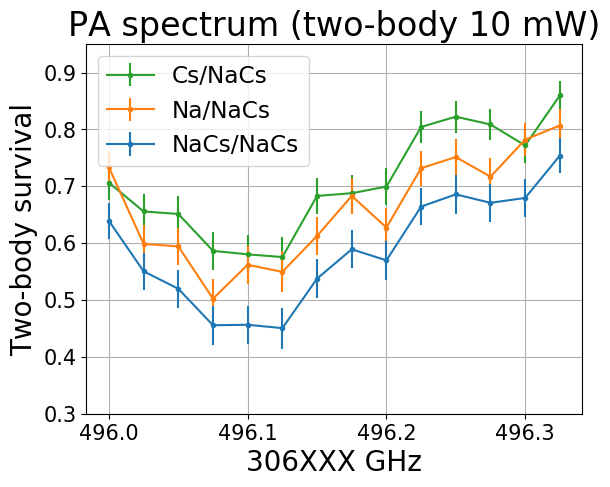 PA spectrum (two-body 10 mW)
Cs/NaCs
Na/NaCs
NaCs/NaCs
Two-body survival
0.9
0.8
0.7
0.6
0.5
0.4
0.3
496.0 496.1 496.2 496.3
306XXX GHz